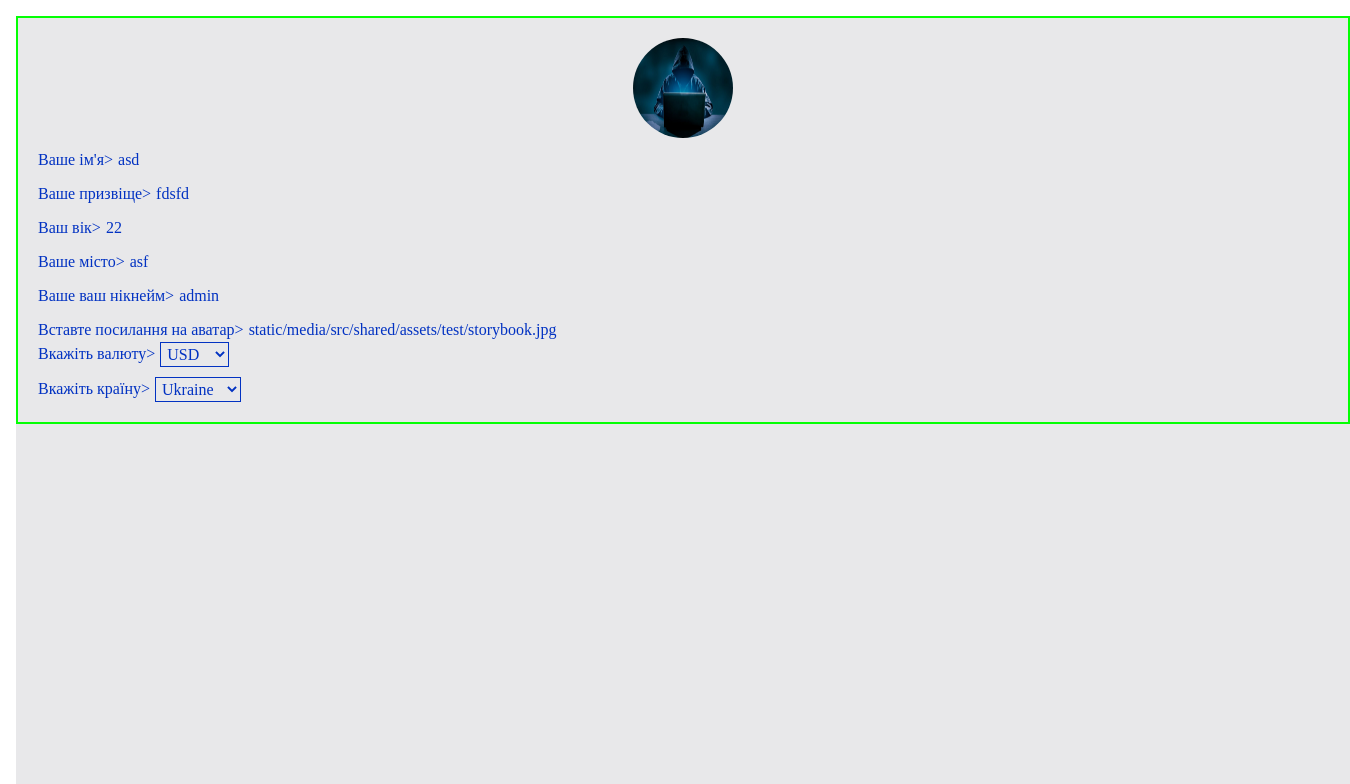 Ваше ім'я> asd
Ваше призвіще> fdsfd
Ваш вік> 22
Ваше місто> asf
Ваше ваш нікнейм> admin
Вставте посилання на аватар> static/media/src/shared/assets/test/storybook.jpg
Вкажіть валюту> USD
Вкажіть країну> Ukraine